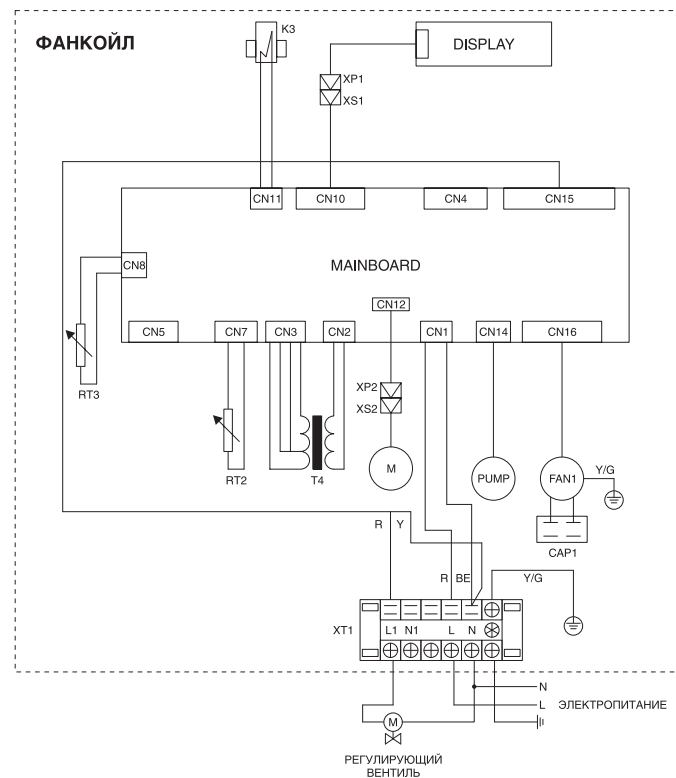 ФАНКОЙЛ
K3
DISPLAY
XP1
XS1
CN11
CN10
CN4
CN15
CN8
MAINBOARD
CN12
CN5
CN7
CN3
CN2
CN1
CN14
CN16
RT3
XP2
XS2
M
PUMP
FAN1
Y/G
RT2
T4
CAP1
R Y
R BE
Y/G
XT1
L1 N1 L N
N
L ЭЛЕКТРОПИТАНИЕ
M
РЕГУЛИРУЮЩИЙ
ВЕНТИЛЬ